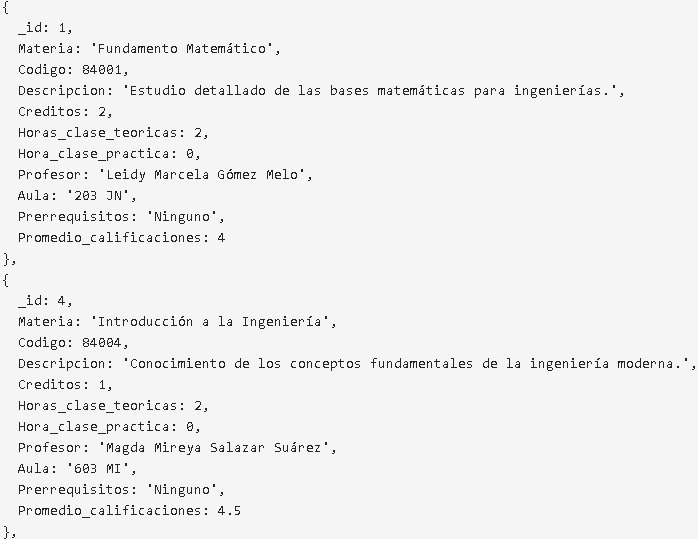 {
  _id: 1,
  Materia: 'Fundamento Matemático',
  Codigo: 84001,
  Descripcion: 'Estudio detallado de las bases matemáticas para ingenierías.',
  Creditos: 2,
  Horas_clase_teoricas: 2,
  Hora_clase_practica: 0,
  Profesor: 'Leidy Marcela Gómez Melo',
  Aula: '203 JN',
  Prerrequisitos: 'Ninguno',
  Promedio_calificaciones: 4
},
{
  _id: 4,
  Materia: 'Introducción a la Ingeniería',
  Codigo: 84004,
  Descripcion: 'Conocimiento de los conceptos fundamentales de la ingeniería moderna.',
  Creditos: 1,
  Horas_clase_teoricas: 2,
  Hora_clase_practica: 0,
  Profesor: 'Magda Mireya Salazar Suárez',
  Aula: '603 MI',
  Prerrequisitos: 'Ninguno',
  Promedio_calificaciones: 4.5
},